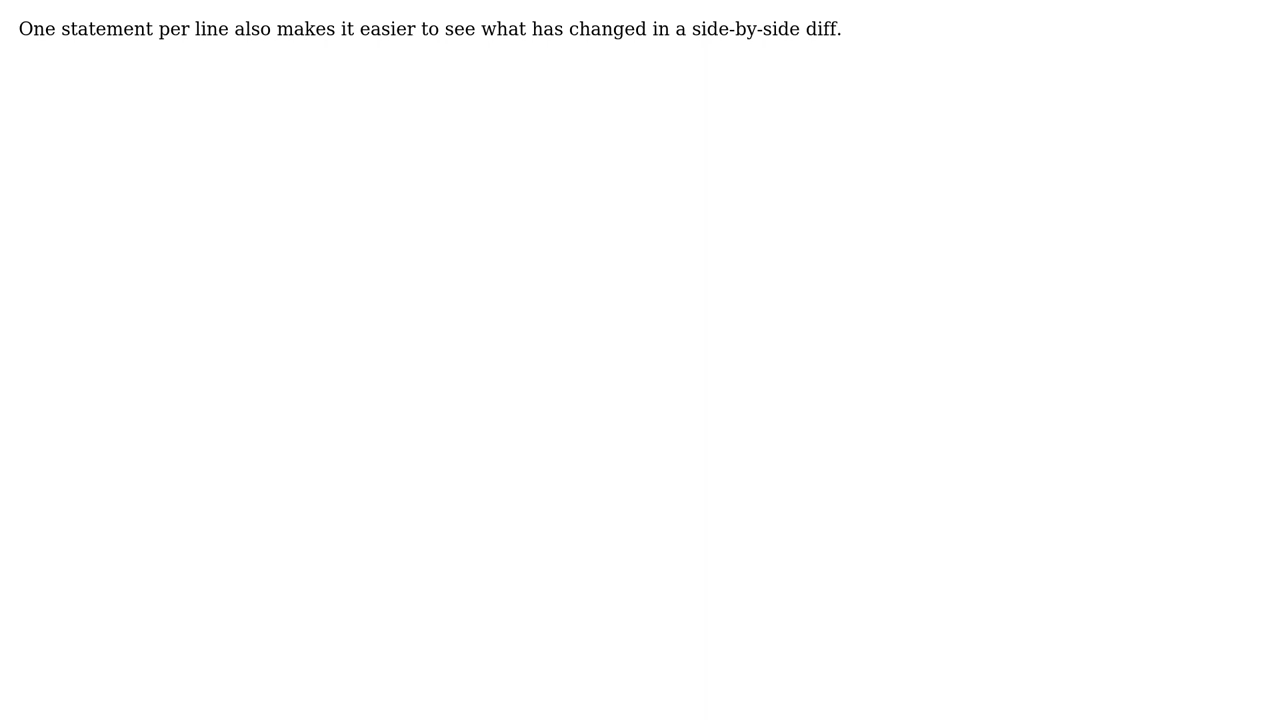 One statement per line also makes it easier to see what has changed in a side-by-side diff.